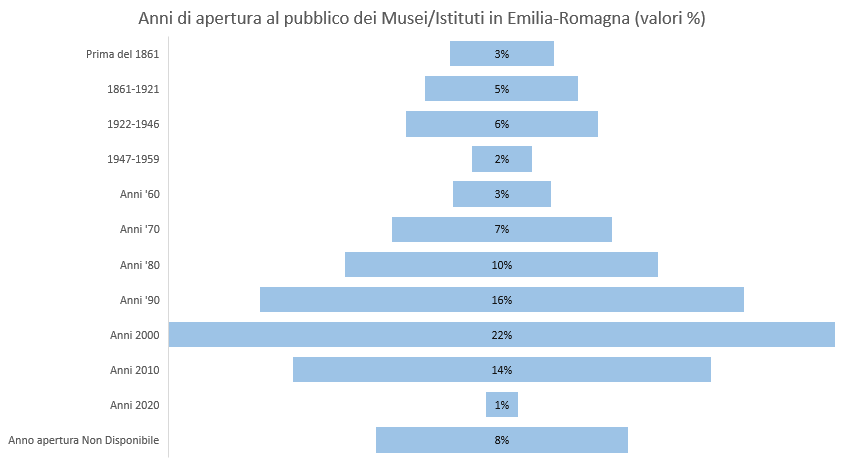 Anni di apertura al pubblico dei Musei/Istituti in Emilia-Romagna (valori %)
Prima del 1861 3%
1861-1921 5%
1922-1946 6%
1947-1959 2%
Anni '60 3%
Anni '70 7%
Anni '80 10%
Anni '90 16%
Anni 2000 22%
Anni 2010 14%
Anni 2020 1%
Anno apertura Non Disponibile 8%